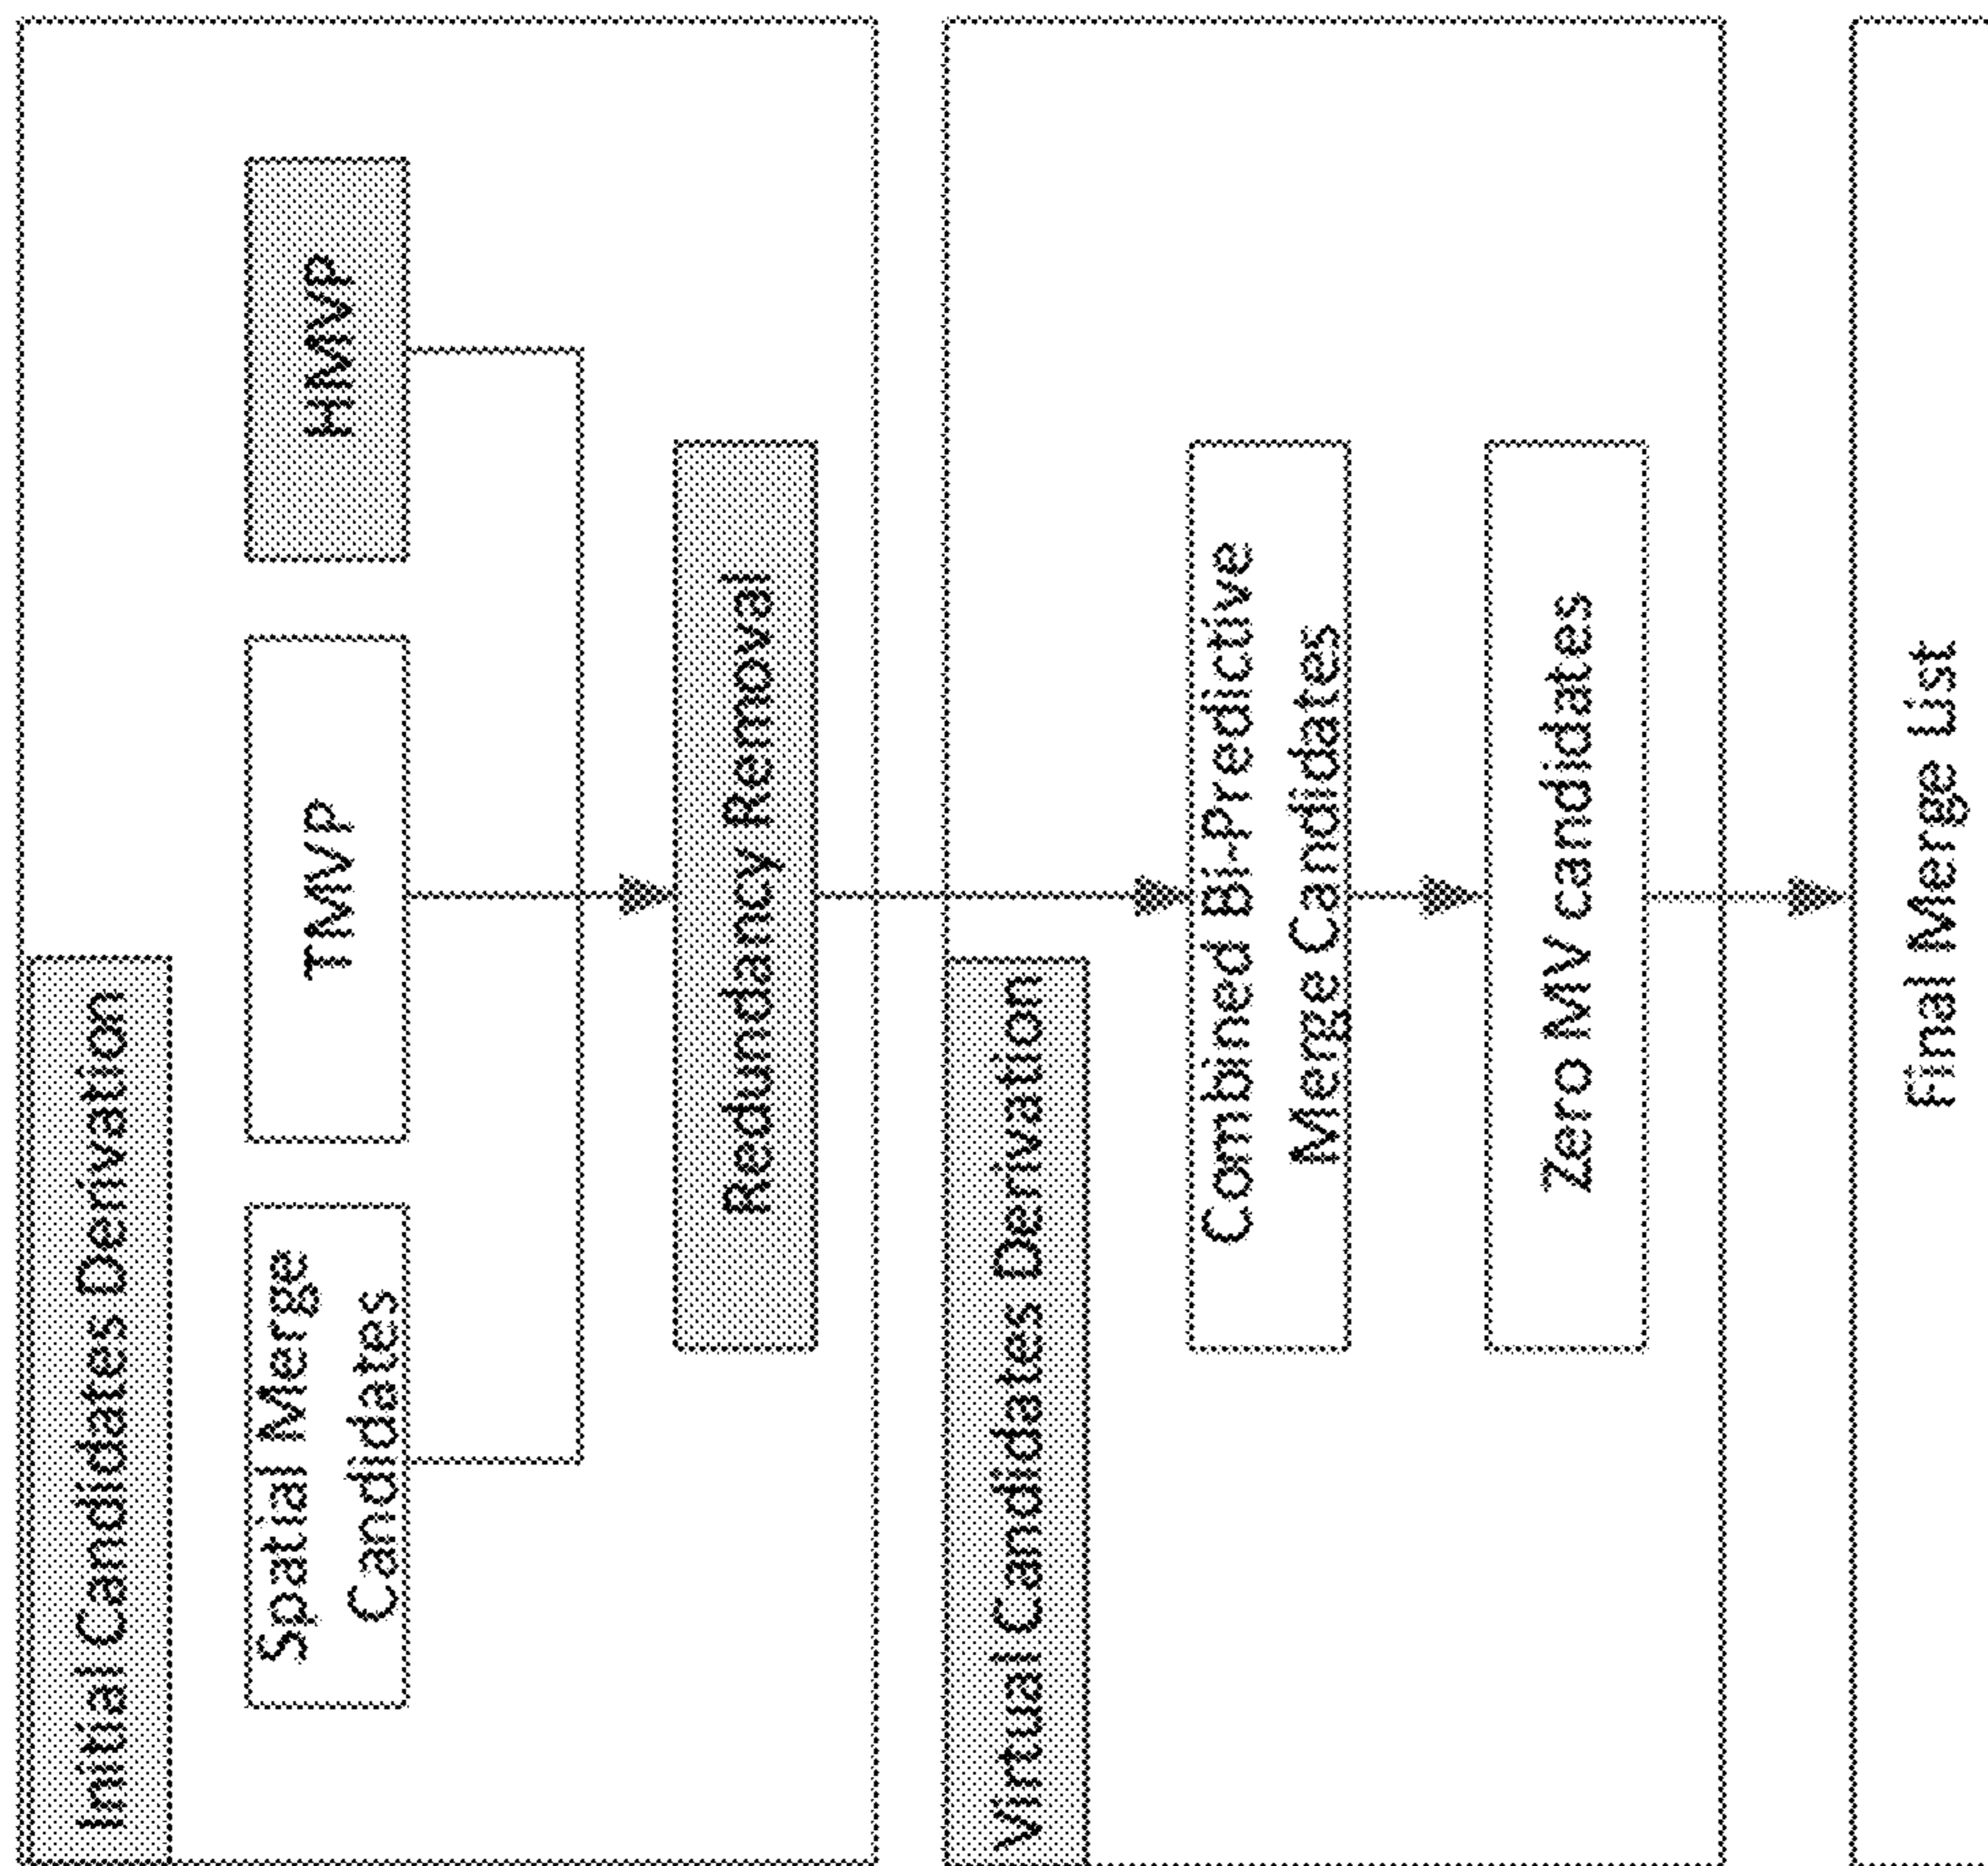 Initial Candidates Derivation
Spatial Merge
Candidates
TMVP
HMVP
Redundancy Removal
Virtual Candidates Derivation
Combined Bi-Predictive
Merge Candidates
Zero MV candidates
Final Merge List